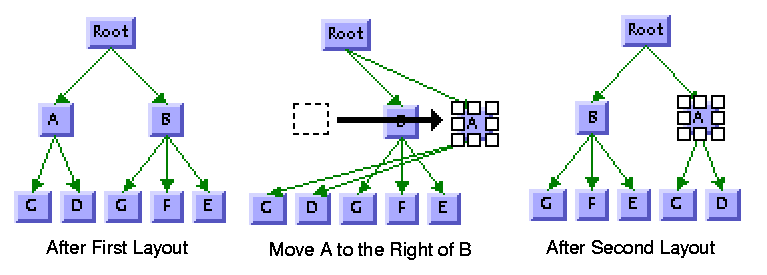 Root
Root
Root
A
B
B
A
B
A
C
D
G
F
E
C
D
G
F
E
G
F
E
C
D
After First Layout
Move A to the Right of B
After Second Layout